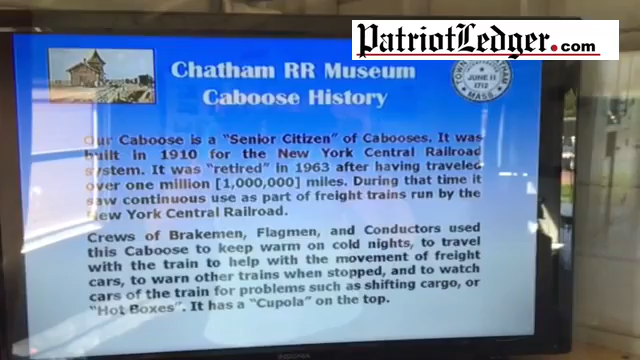 PatriotLedger.com
Chatham RR Museum
Caboose History
JUNE 11
1712
MASS.
Our Caboose is a "Senior Citizen" of Cabooses. It was
built in 1910 for the New York Central Railroad
system. It was "retired" in 1963 after having traveled
over one million [1,000,000] miles. During that time it
saw continuous use as part of freight trains run by the
New York Central Railroad.
Crews of Brakemen, Flagmen, and Conductors used
this Caboose to keep warm on cold nights, to travel
with the train to help with the movement of freight
cars, to warn other trains when stopped, and to watch
cars of the train for problems such as shifting cargo, or
"Hot Boxes". It has a "Cupola" on the top.